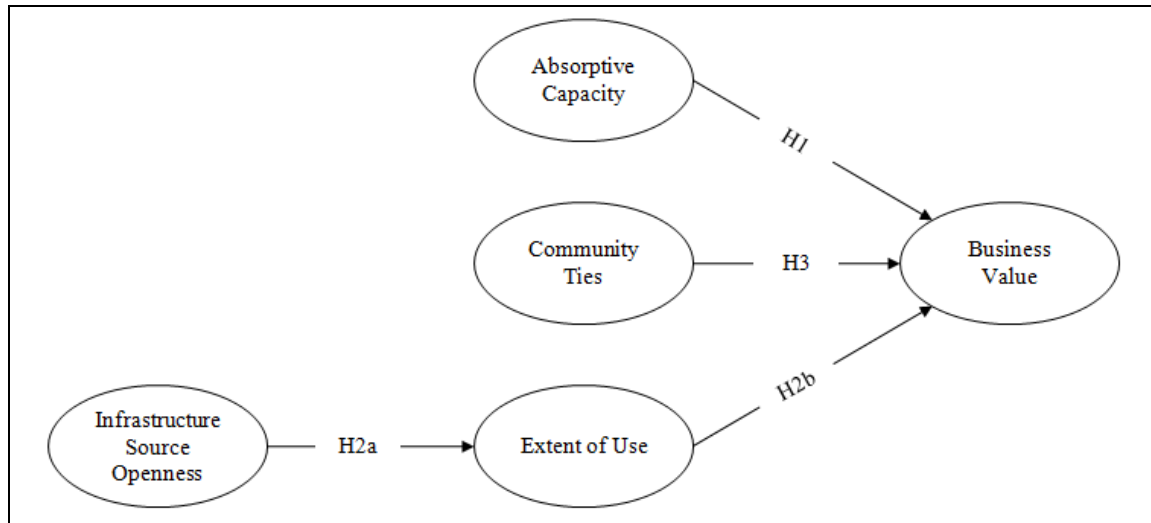 Absorptive
Capacity
H1
Community
Ties
H3
Business
Value
H2b
Infrastructure
Source
Openness
H2a
Extent of Use